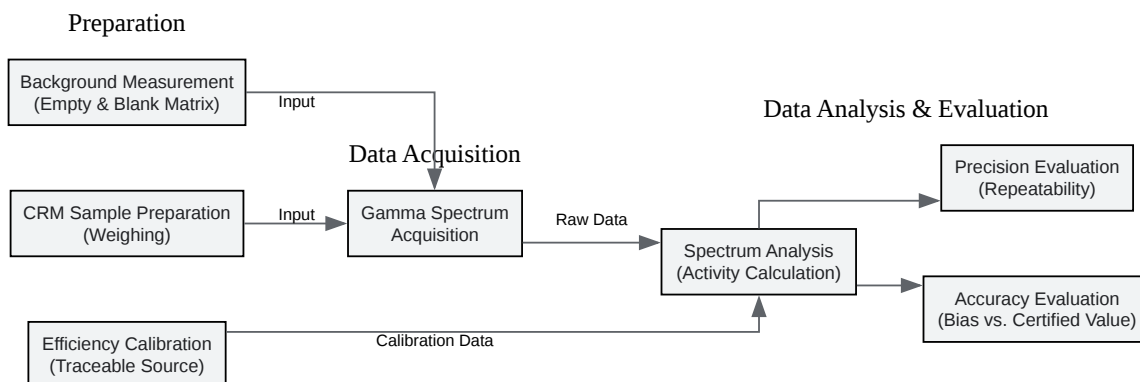 Preparation
Background Measurement
(Empty & Blank Matrix)
Input
Data Analysis & Evaluation
Data Acquisition
Precision Evaluation
(Repeatability)
CRM Sample Preparation
(Weighing)
Input
Gamma Spectrum
Acquisition
Raw Data
Spectrum Analysis
(Activity Calculation)
Accuracy Evaluation
(Bias vs. Certified Value)
Efficiency Calibration
(Traceable Source)
Calibration Data